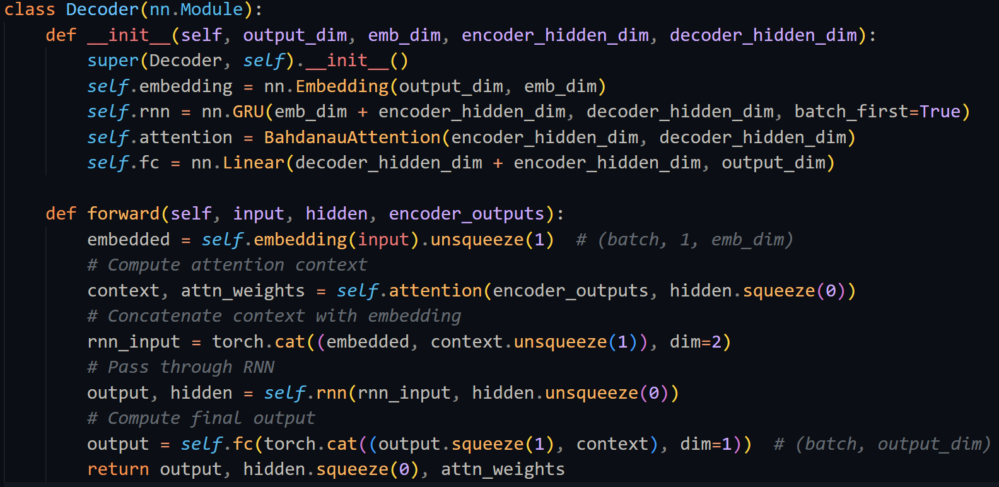 class Decoder(nn.Module):
    def __init__(self, output_dim, emb_dim, encoder_hidden_dim, decoder_hidden_dim):
        super(Decoder, self).__init__()
        self.embedding = nn.Embedding(output_dim, emb_dim)
        self.rnn = nn.GRU(emb_dim + encoder_hidden_dim, decoder_hidden_dim, batch_first=True)
        self.attention = BahdanauAttention(encoder_hidden_dim, decoder_hidden_dim)
        self.fc = nn.Linear(decoder_hidden_dim + encoder_hidden_dim, output_dim)

    def forward(self, input, hidden, encoder_outputs):
        embedded = self.embedding(input).unsqueeze(1)  # (batch, 1, emb_dim)
        # Compute attention context
        context, attn_weights = self.attention(encoder_outputs, hidden.squeeze(0))
        # Concatenate context with embedding
        rnn_input = torch.cat((embedded, context.unsqueeze(1)), dim=2)
        # Pass through RNN
        output, hidden = self.rnn(rnn_input, hidden.unsqueeze(0))
        # Compute final output
        output = self.fc(torch.cat((output.squeeze(1), context), dim=1))  # (batch, output_dim)
        return output, hidden.squeeze(0), attn_weights